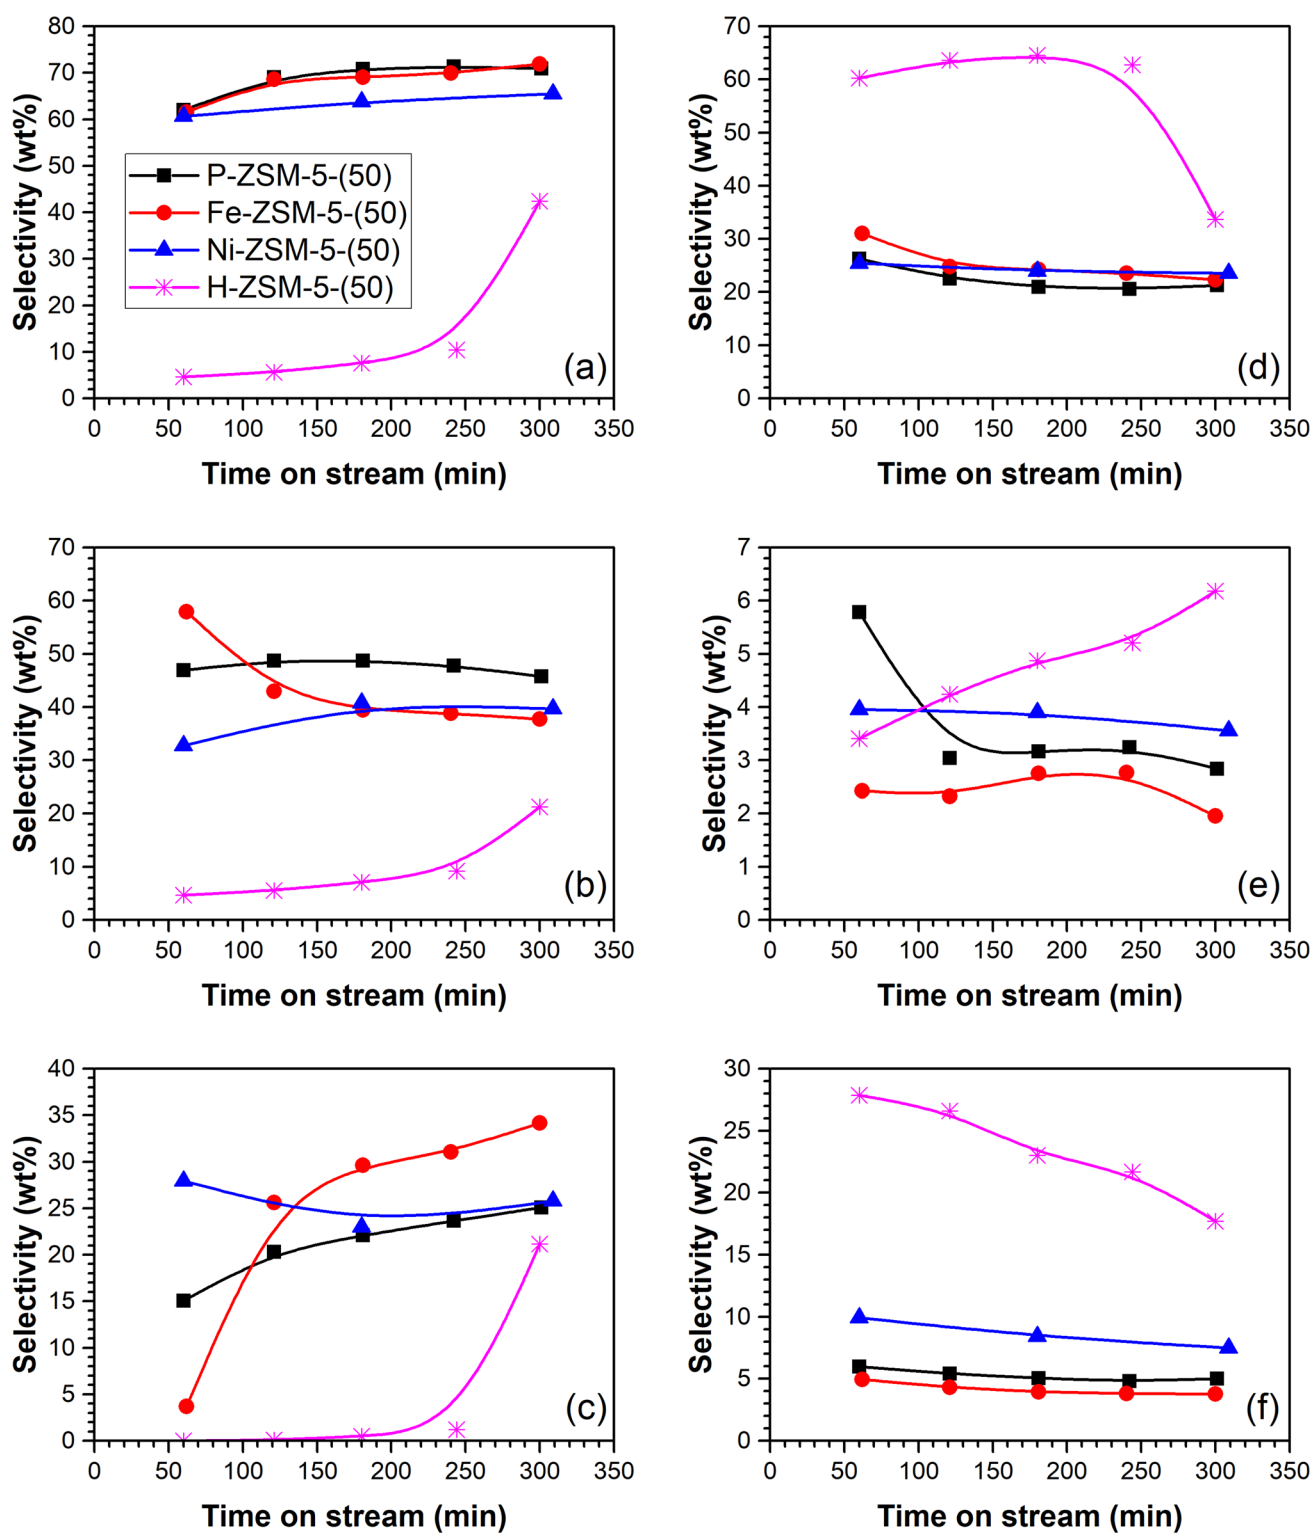 80
70
60
50
40
30
20
10
0
Selectivity (wt%)
P-ZSM-5-(50)
Fe-ZSM-5-(50)
Ni-ZSM-5-(50)
H-ZSM-5-(50)
(a)
0 50 100 150 200 250 300 350
Time on stream (min)
70
60
50
40
30
20
10
0
Selectivity (wt%)
(d)
0 50 100 150 200 250 300 350
Time on stream (min)
70
60
50
40
30
20
10
0
Selectivity (wt%)
(b)
0 50 100 150 200 250 300 350
Time on stream (min)
7
6
5
4
3
2
1
0
Selectivity (wt%)
(e)
0 50 100 150 200 250 300 350
Time on stream (min)
40
35
30
25
20
15
10
5
0
Selectivity (wt%)
(c)
0 50 100 150 200 250 300 350
Time on stream (min)
30
25
20
15
10
5
0
Selectivity (wt%)
(f)
0 50 100 150 200 250 300 350
Time on stream (min)